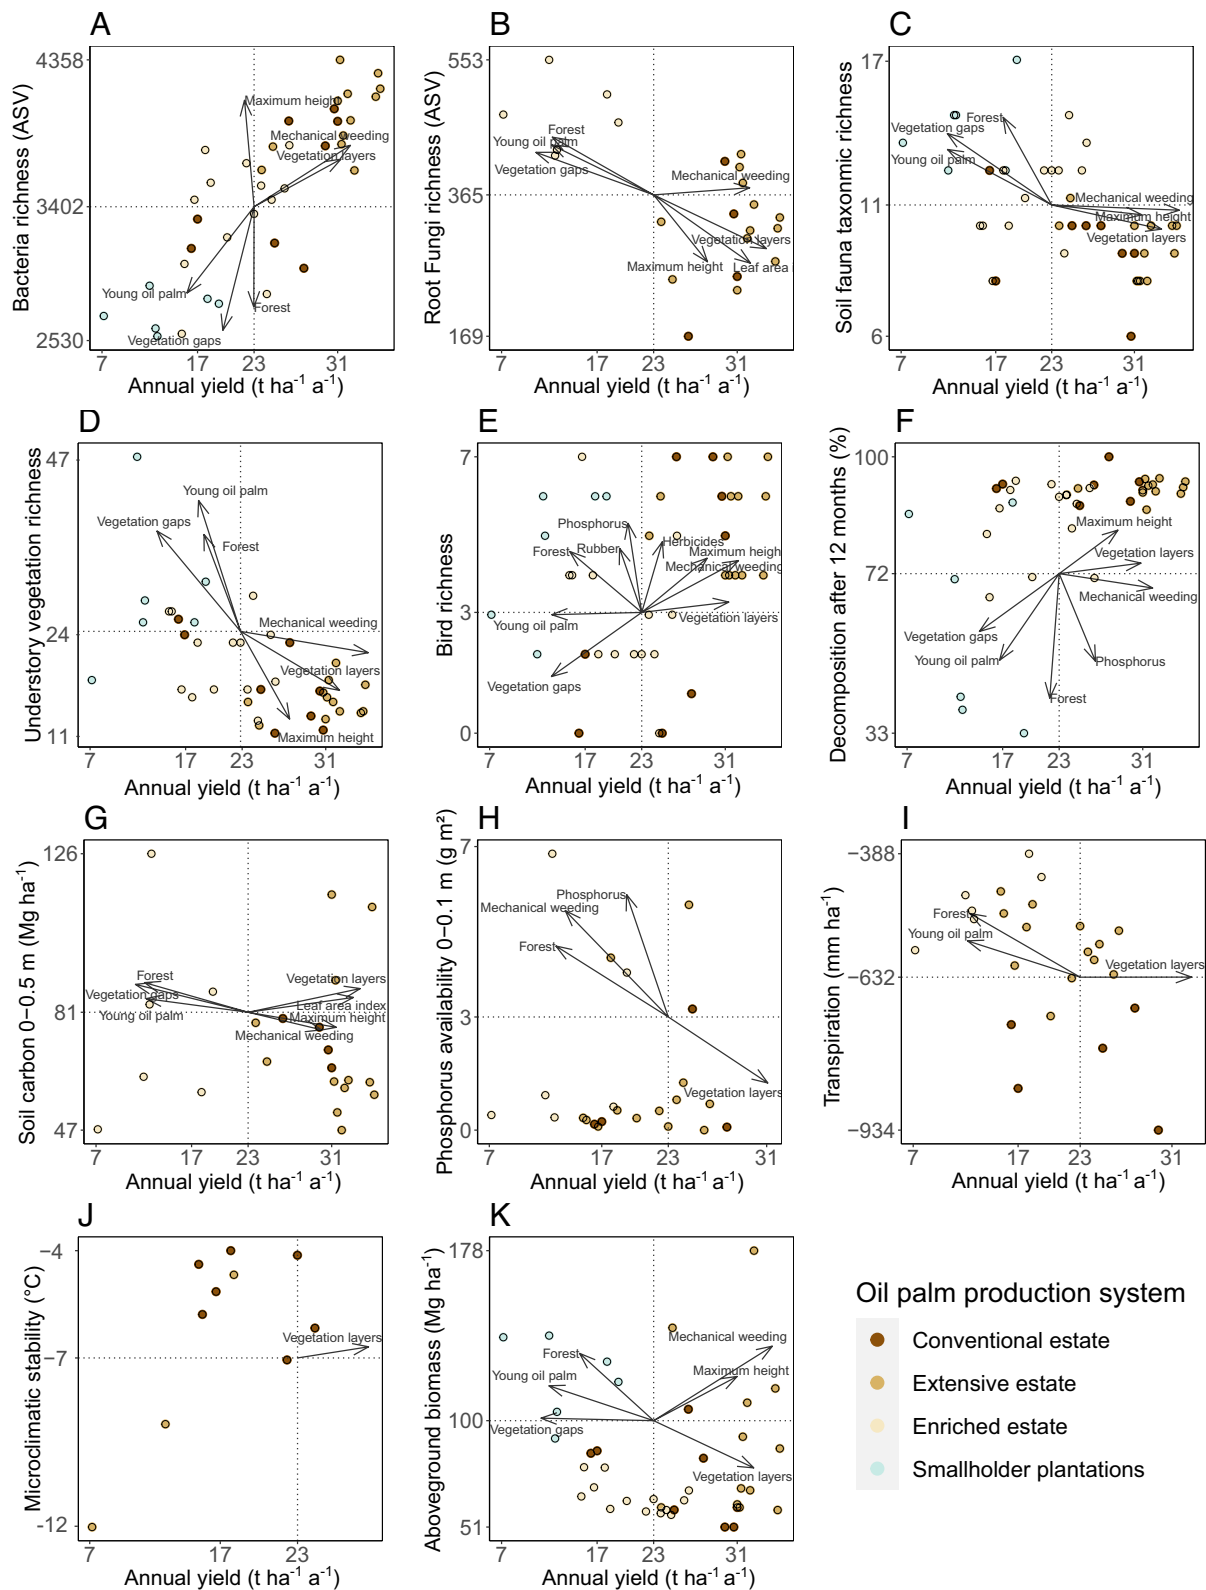 A
Bacteria richness (ASV)
4358
3402
2530
Maximum height
Mechanical weeding
Vegetation layers
Young oil palm
Forest
Vegetation gaps
7 17 23 31
Annual yield (t ha⁻¹ a⁻¹)
B
Root Fungi richness (ASV)
553
365
169
Forest
Young oil palm
Vegetation gaps
Mechanical weeding
Vegetation layers
Maximum height
Leaf area i
7 17 23 31
Annual yield (t ha⁻¹ a⁻¹)
C
Soil fauna taxonmic richness
17
11
6
Forest
Vegetation gaps
Young oil palm
Mechanical weeding
Maximum height
Vegetation layers
7 17 23 31
Annual yield (t ha⁻¹ a⁻¹)
D
Understory vegetation richness
47
24
11
Young oil palm
Vegetation gaps
Forest
Mechanical weeding
Vegetation layers
Maximum height
7 17 23 31
Annual yield (t ha⁻¹ a⁻¹)
E
Bird richness
7
3
0
Phosphorus
Herbicides
Forest
Rubber
Maximum heigh
Mechanical weeding
Young oil palm
Vegetation layers
Vegetation gaps
7 17 23 31
Annual yield (t ha⁻¹ a⁻¹)
F
Decomposition after 12 months (%)
100
72
33
Maximum height
Vegetation layers
Mechanical weeding
Vegetation gaps
Young oil palm
Phosphorus
Forest
7 17 23 31
Annual yield (t ha⁻¹ a⁻¹)
G
Soil carbon 0−0.5 m (Mg ha⁻¹)
126
81
47
Forest
Vegetation layers
Vegetation gaps
Leaf area index
Young oil palm
Maximum height
Mechanical weeding
7 17 23 31
Annual yield (t ha⁻¹ a⁻¹)
H
Phosphorus availability 0−0.1 m (g m²)
7
3
0
Phosphorus
Mechanical weeding
Forest
Vegetation layers
7 17 23 31
Annual yield (t ha⁻¹ a⁻¹)
I
Transpiration (mm ha⁻¹)
−388
−632
−934
Forest
Young oil palm
Vegetation layers
7 17 23 31
Annual yield (t ha⁻¹ a⁻¹)
J
Microclimatic stability (°C)
−4
−7
-12
Vegetation layers
7 17 23
Annual yield (t ha⁻¹ a⁻¹)
K
Aboveground biomass (Mg ha⁻¹)
178
100
51
Mechanical weeding
Forest
Maximum height
Young oil palm
Vegetation gaps
Vegetation layers
7 17 23 31
Annual yield (t ha⁻¹ a⁻¹)
Oil palm production system
Conventional estate
Extensive estate
Enriched estate
Smallholder plantations